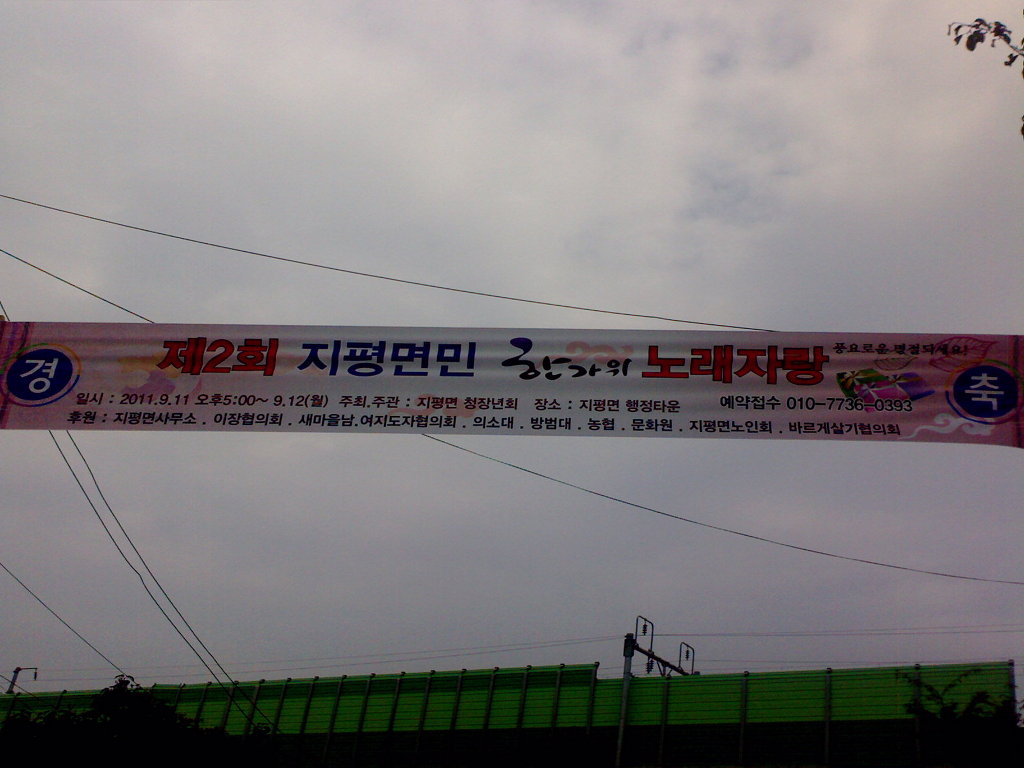 경
제2회 지평면민 한가위 노래자랑
풍요로운 명절되세요!
축
일시 : 2011.9.11 오후5:00~ 9.12(월) 주최.주관 : 지평면 청장년회 장소 : 지평면 행정타운 예약접수 010-7736-0393
후원 : 지평면사무소 . 이장협의회 . 새마을남.여지도자협의회 . 의소대 . 방범대 . 농협 . 문화원 . 지평면노인회 . 바르게살기협의회